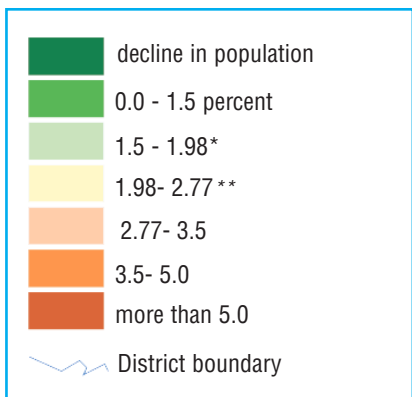 decline in population
0.0 - 1.5 percent
1.5 - 1.98*
1.98- 2.77**
2.77- 3.5
3.5- 5.0
more than 5.0
District boundary